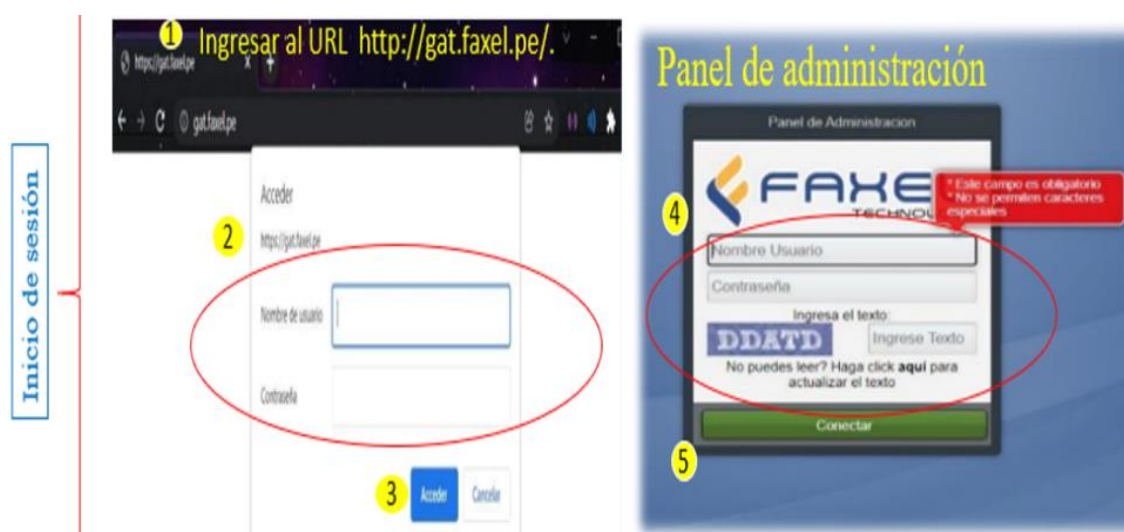 Inicio de sesión
1 Ingresar al URL http://gat.faxel.pe/.
https://gat.faxel.pe
gat.faxel.pe
Acceder
2
https://gat.faxel.pe
Nombre de usuario
Contraseña
3 Acceder Cancelar
Panel de administración
Panel de Administracion
4
FAXE
TECHNOL
* Este campo es obligatorio
* No se permiten caracteres
especiales
Nombre Usuario
Contraseña
Ingresa el texto:
DDATD Ingrese Texto
No puedes leer? Haga click aquí para
actualizar el texto
Conectar
5